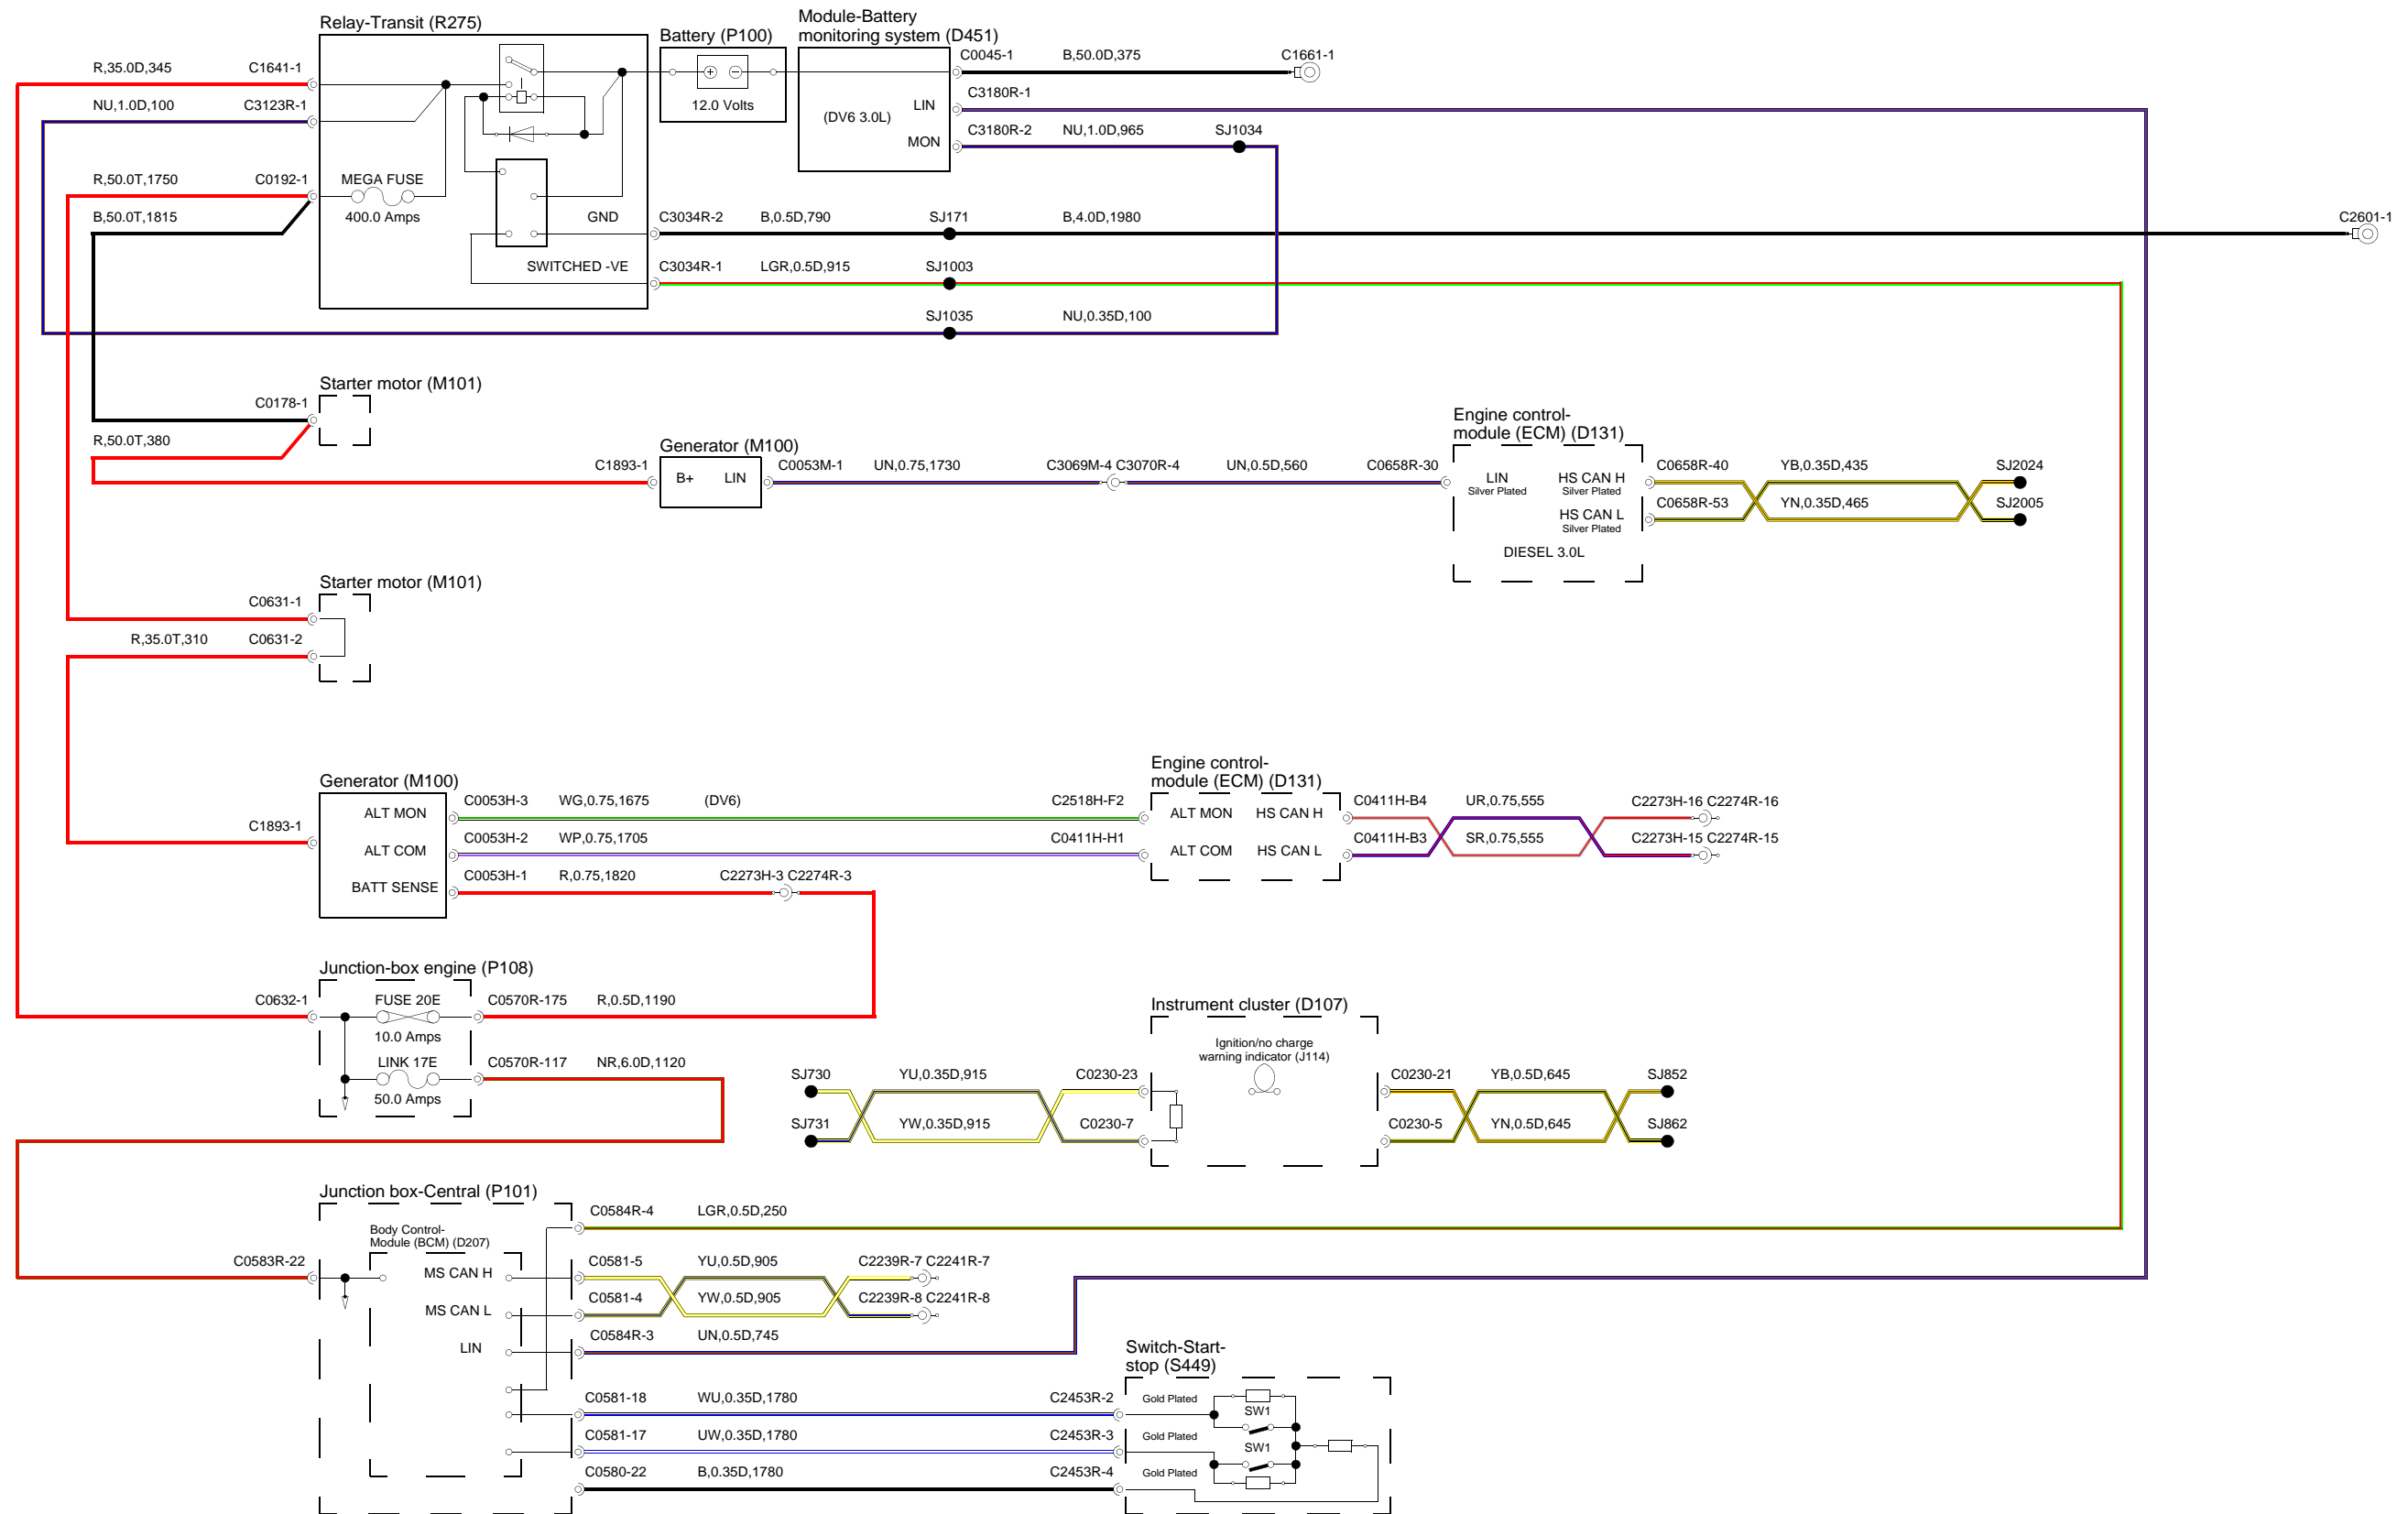 Relay-Transit (R275)
Battery (P100)
Module-Battery
monitoring system (D451)
R,35.0D,345
C1641-1
NU,1.0D,100
C3123R-1
R,50.0T,1750
C0192-1
B,50.0T,1815
MEGA FUSE
400.0 Amps
GND
SWITCHED -VE
12.0 Volts
(DV6 3.0L)
LIN
MON
C0045-1
B,50.0D,375
C1661-1
C3180R-1
C3180R-2
NU,1.0D,965
SJ1034
C3034R-2
B,0.5D,790
SJ171
B,4.0D,1980
C2601-1
C3034R-1
LGR,0.5D,915
SJ1003
SJ1035
NU,0.35D,100
Starter motor (M101)
C0178-1
R,50.0T,380
Generator (M100)
C1893-1
B+
LIN
C0053M-1
UN,0.75,1730
C3069M-4 C3070R-4
UN,0.5D,560
C0658R-30
Engine control-
module (ECM) (D131)
LIN
Silver Plated
HS CAN H
Silver Plated
HS CAN L
Silver Plated
DIESEL 3.0L
C0658R-40
YB,0.35D,435
SJ2024
C0658R-53
YN,0.35D,465
SJ2005
Starter motor (M101)
C0631-1
R,35.0T,310
C0631-2
Generator (M100)
C1893-1
ALT MON
ALT COM
BATT SENSE
C0053H-3
WG,0.75,1675
(DV6)
C2518H-F2
C0053H-2
WP,0.75,1705
C0411H-H1
C0053H-1
R,0.75,1820
C2273H-3 C2274R-3
Engine control-
module (ECM) (D131)
ALT MON
HS CAN H
ALT COM
HS CAN L
C0411H-B4
UR,0.75,555
C2273H-16 C2274R-16
C0411H-B3
SR,0.75,555
C2273H-15 C2274R-15
Junction-box engine (P108)
C0632-1
FUSE 20E
10.0 Amps
LINK 17E
50.0 Amps
C0570R-175
R,0.5D,1190
C0570R-117
NR,6.0D,1120
Instrument cluster (D107)
Ignition/no charge
warning indicator (J114)
SJ730
YU,0.35D,915
C0230-23
SJ731
YW,0.35D,915
C0230-7
C0230-21
YB,0.5D,645
SJ852
C0230-5
YN,0.5D,645
SJ862
Junction box-Central (P101)
Body Control-
Module (BCM) (D207)
C0583R-22
MS CAN H
MS CAN L
LIN
C0584R-4
LGR,0.5D,250
C0581-5
YU,0.5D,905
C2239R-7 C2241R-7
C0581-4
YW,0.5D,905
C2239R-8 C2241R-8
C0584R-3
UN,0.5D,745
C0581-18
WU,0.35D,1780
C2453R-2
C0581-17
UW,0.35D,1780
C2453R-3
C0580-22
B,0.35D,1780
C2453R-4
Switch-Start-
stop (S449)
Gold Plated
SW1
Gold Plated
SW1
Gold Plated